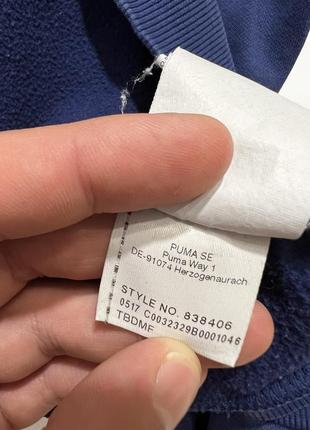 PUMA SE
Puma Way 1
DE-91074 Herzogenaurach
STYLE NO. 838406
0517 C0032329B0001046
TBDMF